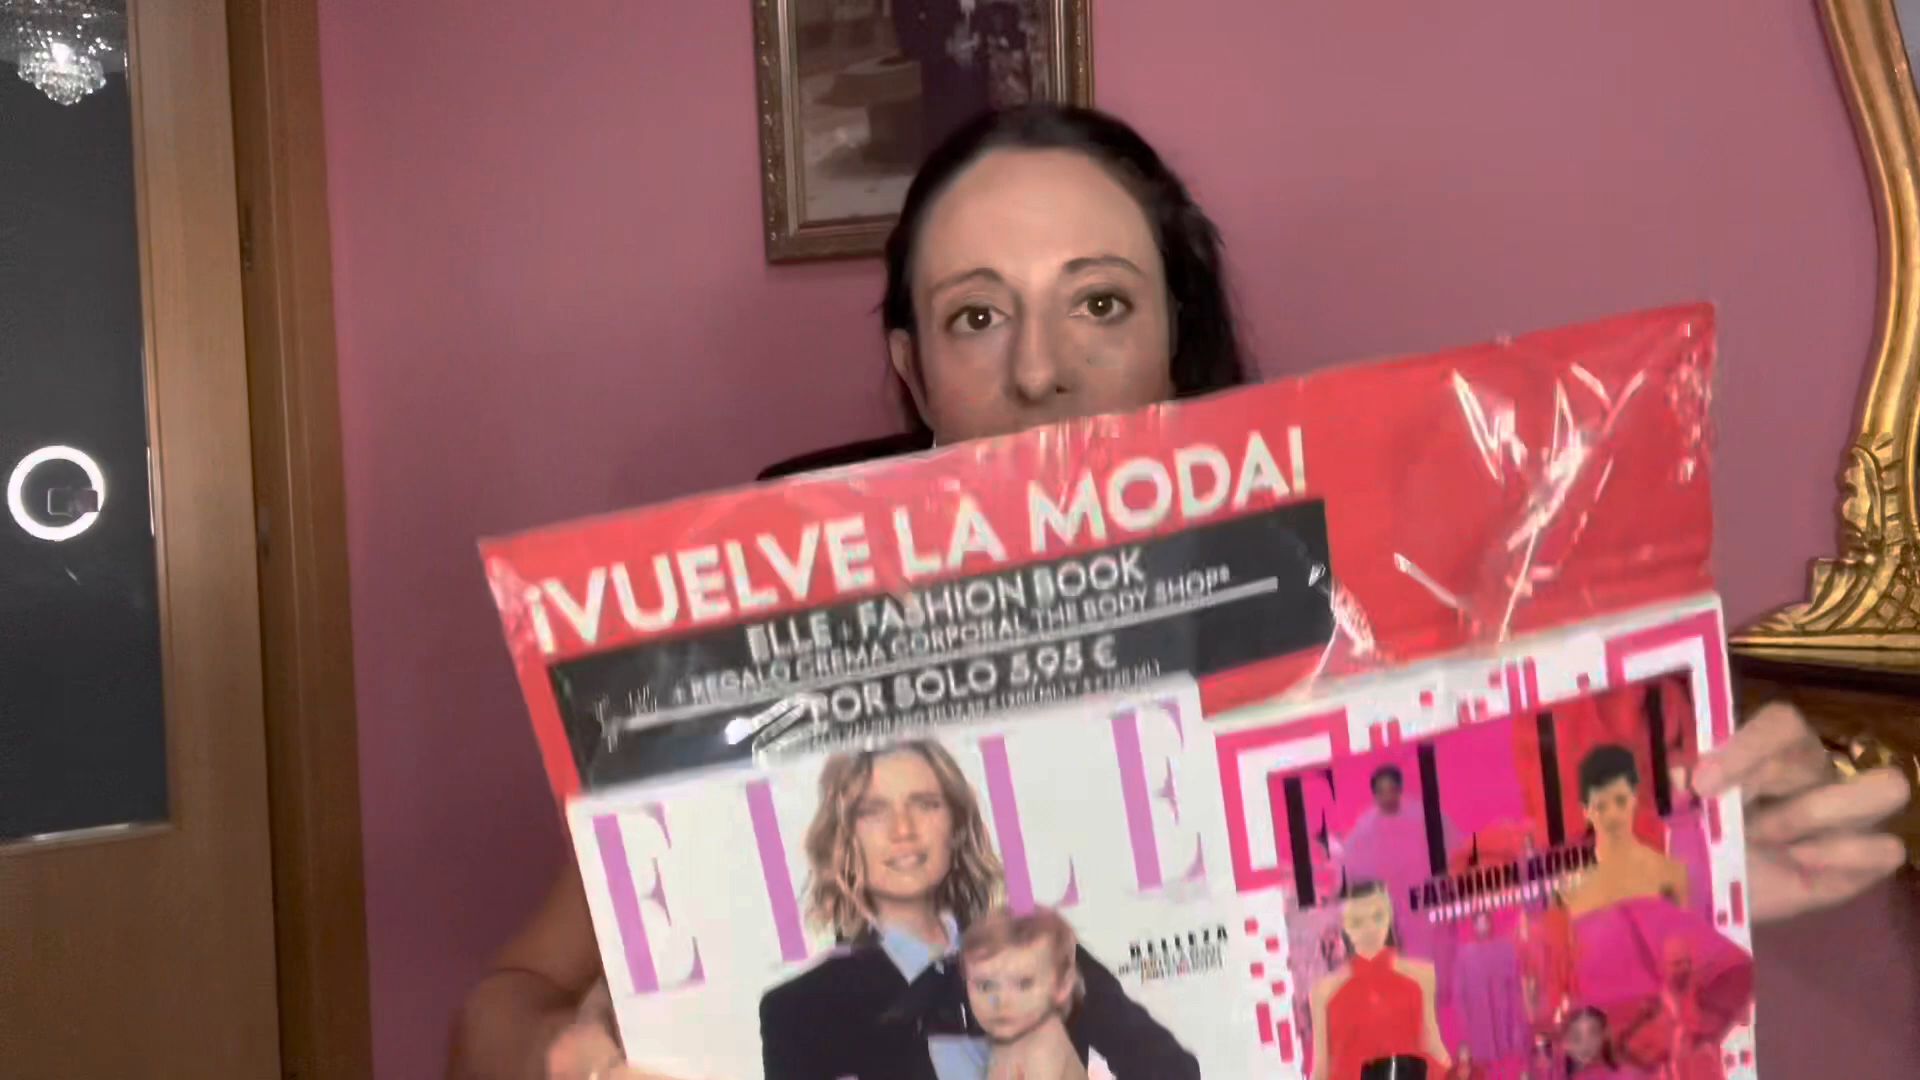 ¡VUELVE LA MODA!
ELLE + FASHION BOOK
+ REGALO CREMA CORPORAL THE BODY SHOP*
POR SOLO 5,95 €
ELLE
ELLE
FASHION BOOK
BELLEZA